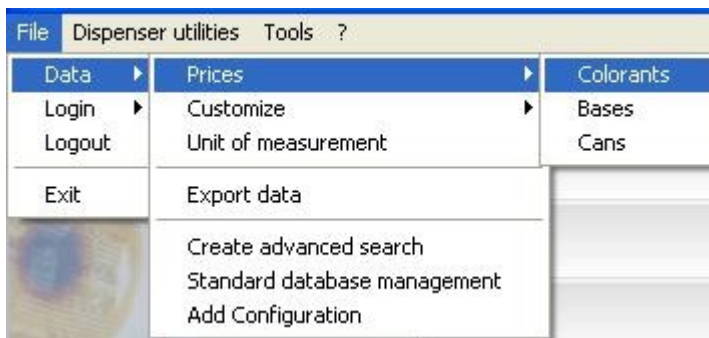 File Dispenser utilities Tools ?
Data Prices Colorants
Login Customize Bases
Logout Unit of measurement Cans
Exit Export data
Create advanced search
Standard database management
Add Configuration